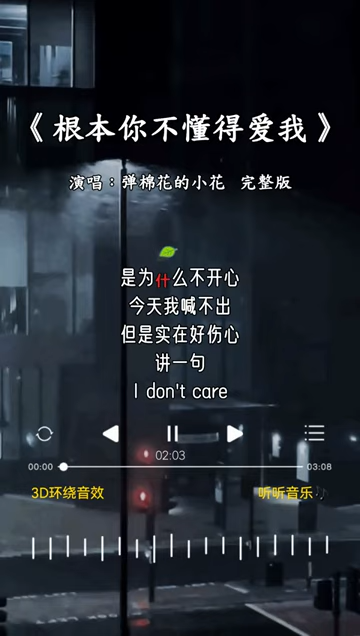 《根本你不懂得爱我》
演唱：弹棉花的小花 完整版
是为什么不开心
今天我喊不出
但是实在好伤心
讲一句
I don't care
02:03
00:00 03:08
3D环绕音效 听听音乐